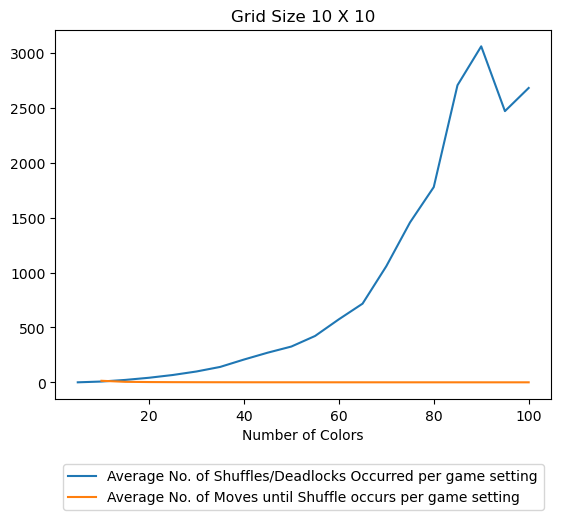 Grid Size 10 X 10
3000
2500
2000
1500
1000
500
0
20 40 60 80 100
Number of Colors
Average No. of Shuffles/Deadlocks Occurred per game setting
Average No. of Moves until Shuffle occurs per game setting